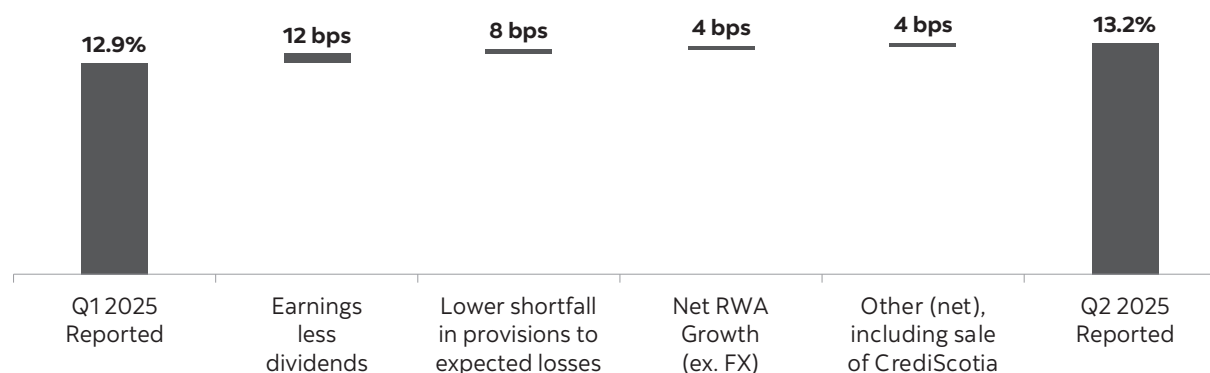 12.9%
12 bps
8 bps
4 bps
4 bps
13.2%
Q1 2025
Reported
Earnings
less
dividends
Lower shortfall
in provisions to
expected losses
Net RWA
Growth
(ex. FX)
Other (net),
including sale
of CrediScotia
Q2 2025
Reported